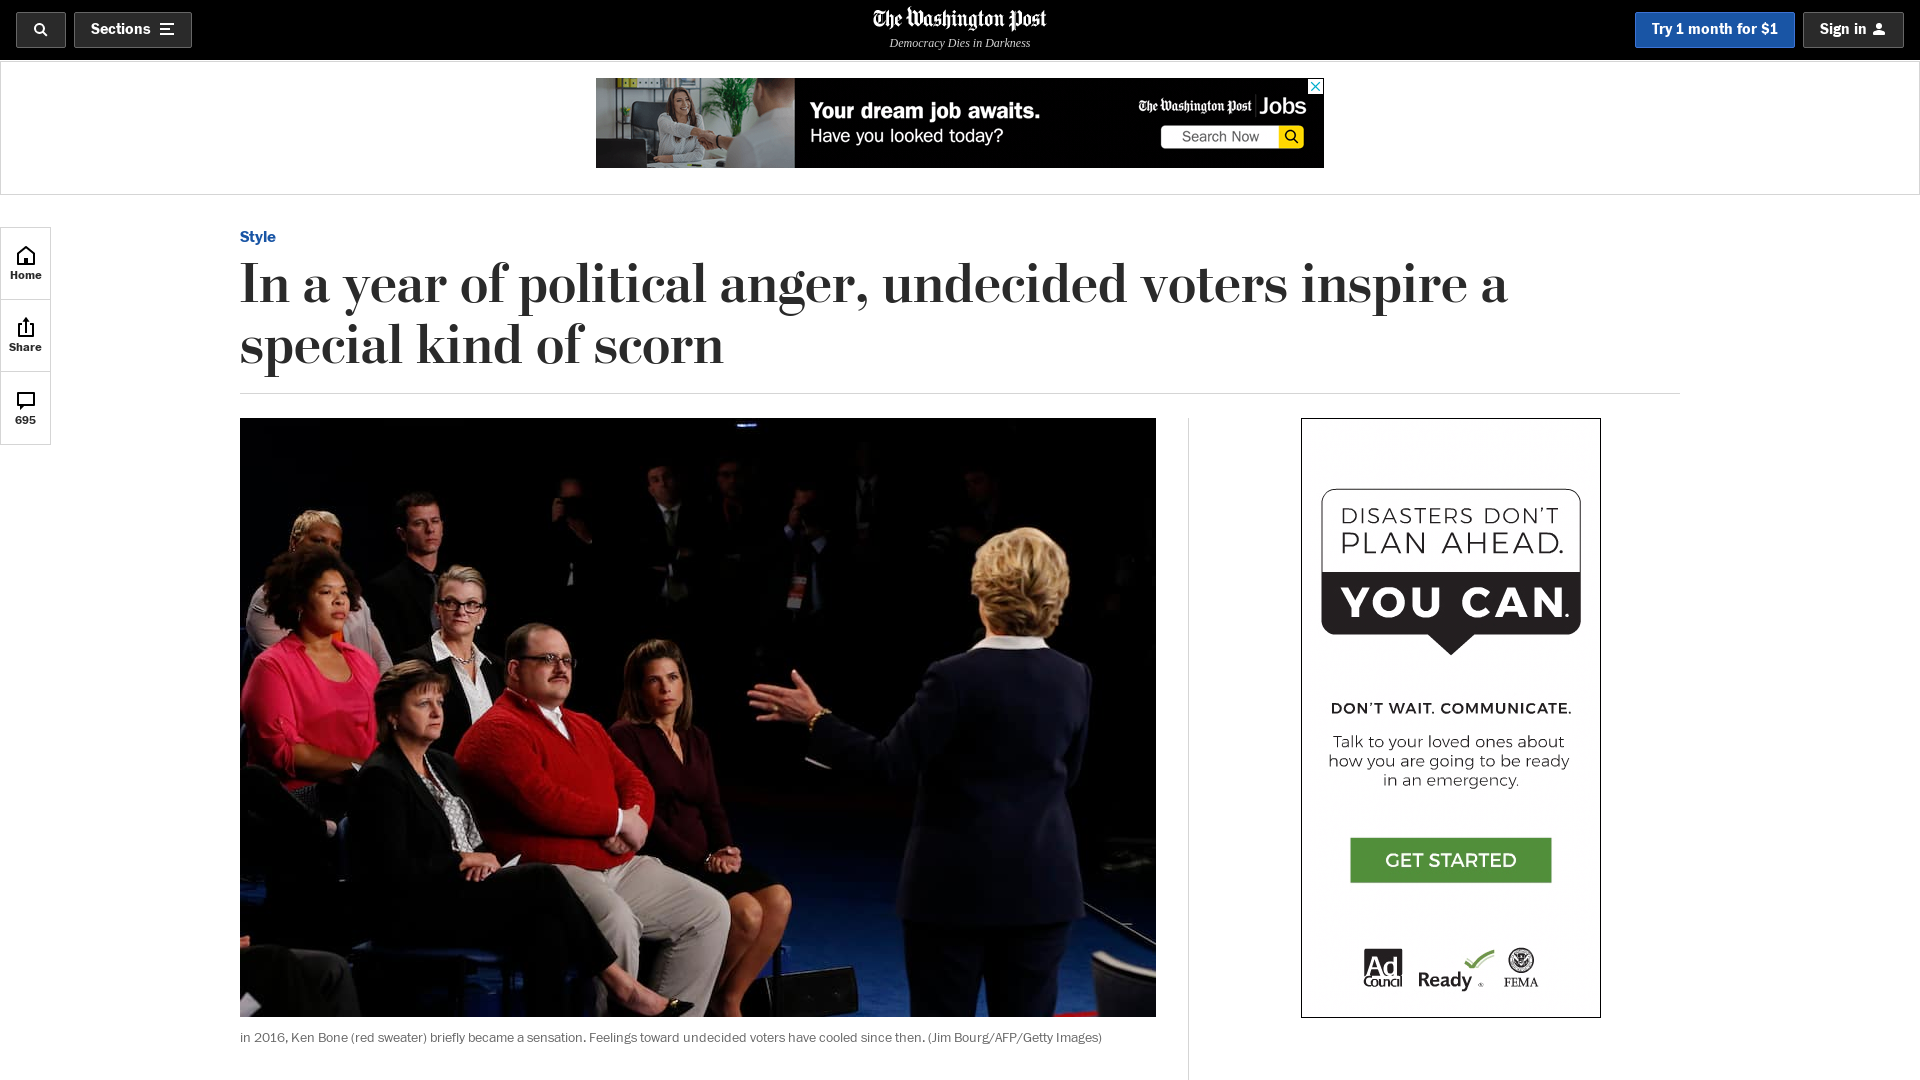 Sections
The Washington Post
Democracy Dies in Darkness
Try 1 month for $1
Sign in
Your dream job awaits.
Have you looked today?
The Washington Post Jobs
Search Now
Home
Share
695
Style
In a year of political anger, undecided voters inspire a
special kind of scorn
in 2016, Ken Bone (red sweater) briefly became a sensation. Feelings toward undecided voters have cooled since then. (Jim Bourg/AFP/Getty Images)
DISASTERS DON'T
PLAN AHEAD.
YOU CAN.
DON'T WAIT. COMMUNICATE.
Talk to your loved ones about
how you are going to be ready
in an emergency.
GET STARTED
Ad
Council
Ready®
FEMA